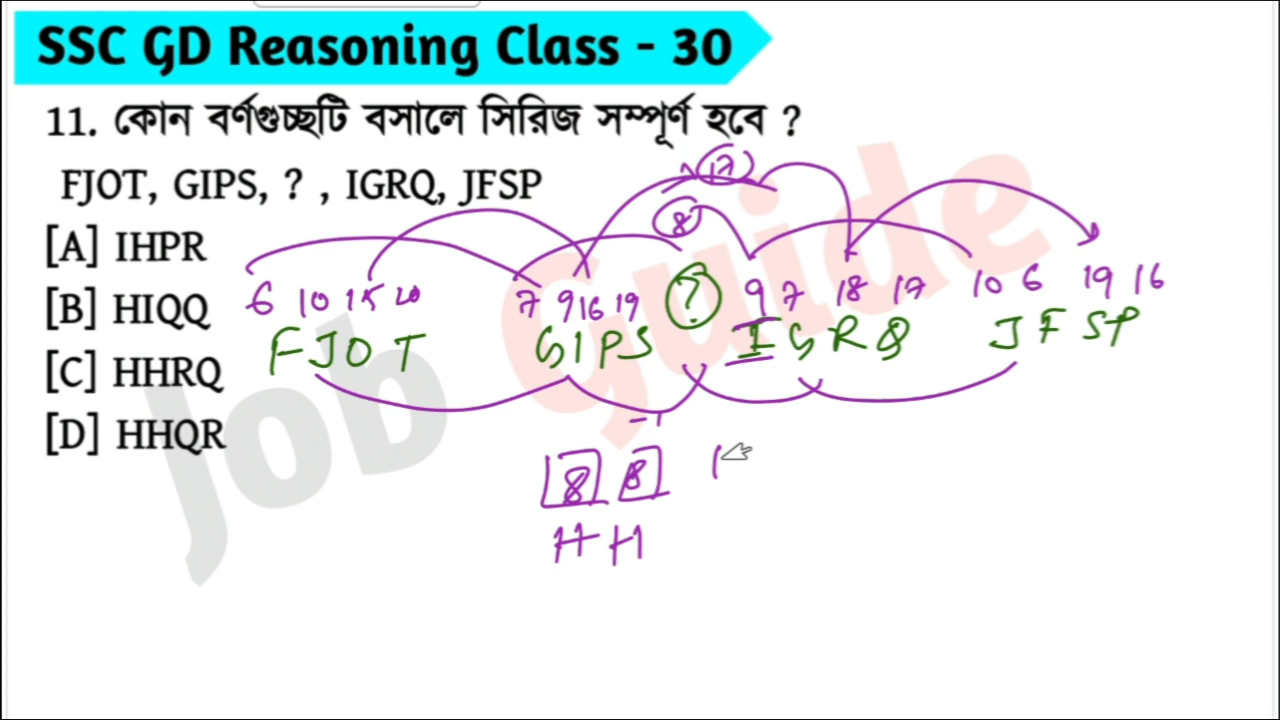 SSC GD Reasoning Class - 30
11. কোন বর্ণগুচ্ছটি বসালে সিরিজ সম্পূর্ণ হবে ?
FJOT, GIPS, ? , IGRQ, JFSP
[A] IHPR
[B] HIQQ
[C] HHRQ
[D] HHQR
17
8
6 10 15 20 7 9 16 19 ? 9 7 18 17 10 6 19 16
FJOT GIPS IGRQ JFSP
-1
8 8
HH
Job Guide